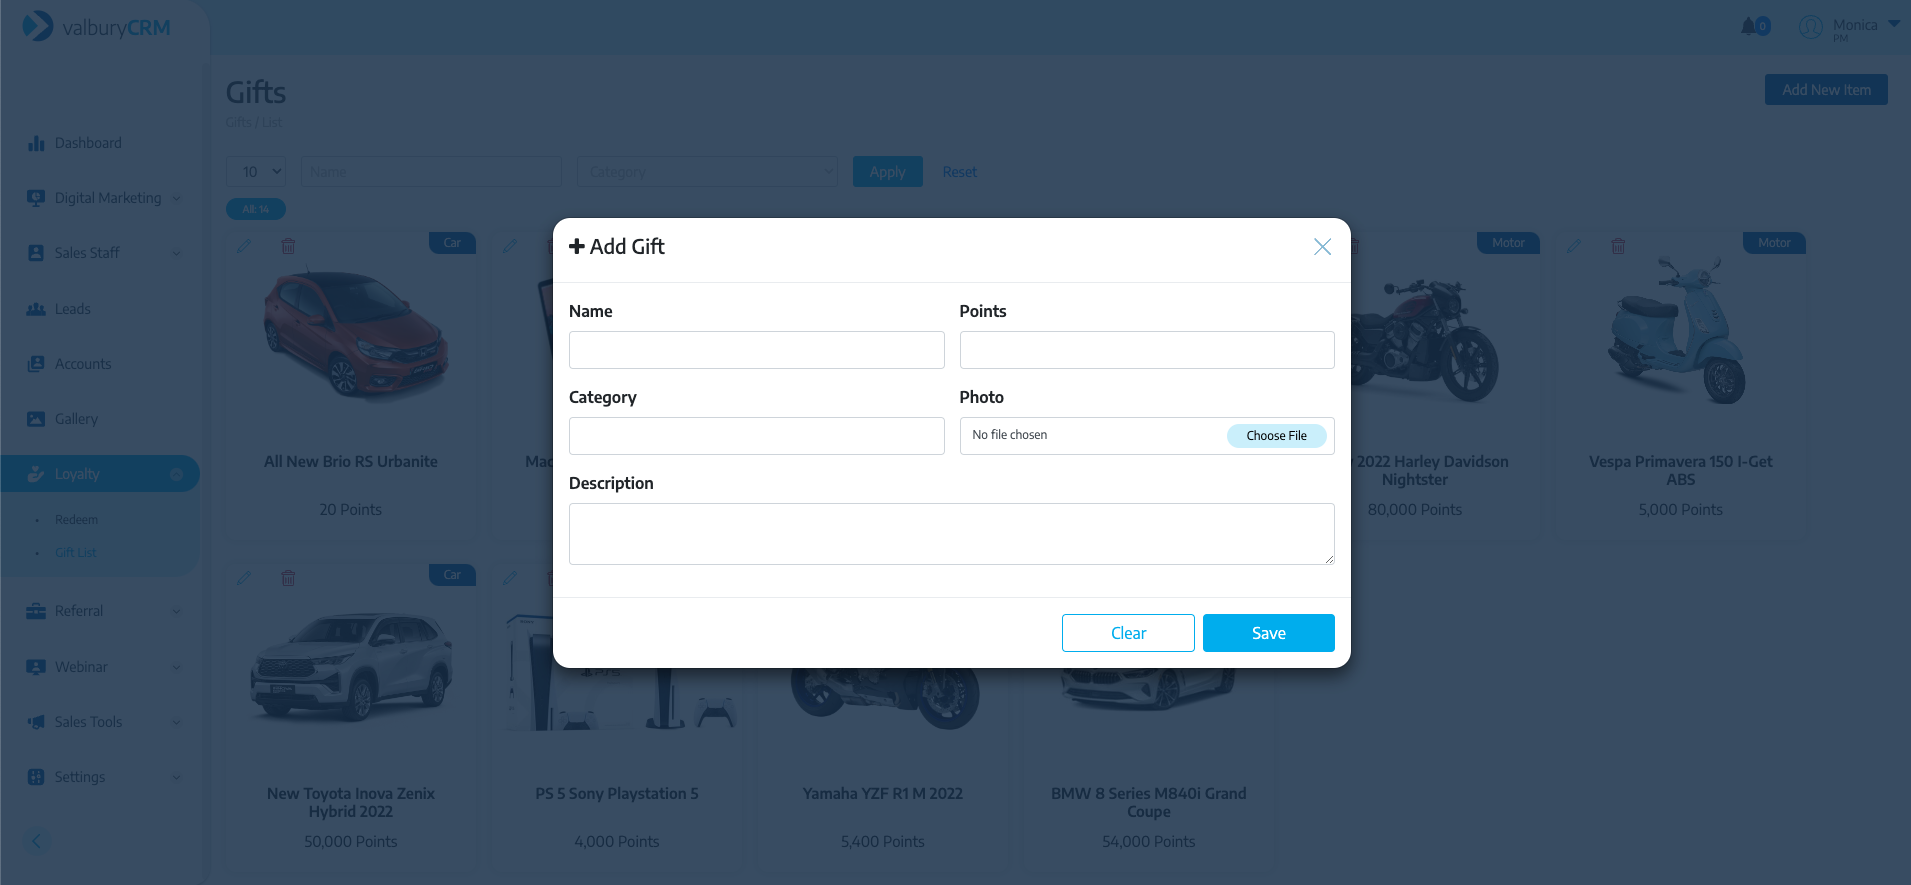 valburyCRM
0
Monica
PM
Gifts
Gifts / List
Add New Item
Dashboard
Digital Marketing
Sales Staff
Leads
Accounts
Gallery
Loyalty
Redeem
Gift List
Referral
Webinar
Sales Tools
Settings
10
Name
Category
Apply
Reset
All: 14
Car
Motor
Motor
Add Gift
Name
Points
Category
Photo
No file chosen
Choose File
Description
Clear
Save
All New Brio RS Urbanite
20 Points
2022 Harley Davidson
Nightster
80,000 Points
Vespa Primavera 150 I-Get
ABS
5,000 Points
Car
New Toyota Inova Zenix
Hybrid 2022
50,000 Points
PS5
PS 5 Sony Playstation 5
4,000 Points
Yamaha YZF R1 M 2022
5,400 Points
BMW 8 Series M840i Grand
Coupe
54,000 Points